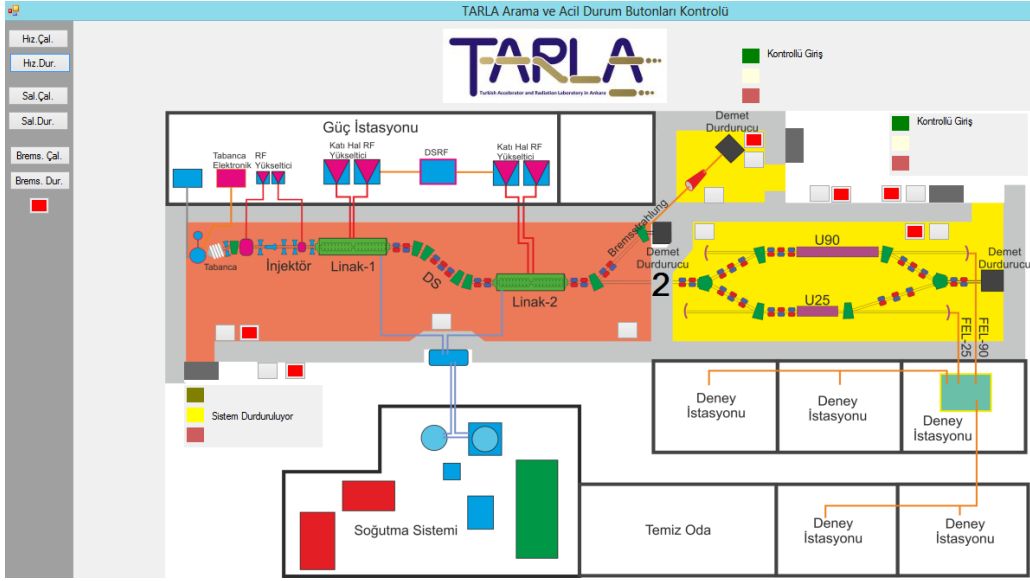 TARLA Arama ve Acil Durum Butonları Kontrolü
Hız.Çal.
Hız.Dur.
Sal.Çal.
Sal.Dur.
Brems. Çal.
Brems. Dur.
TARLA
Turkish Accelerator and Radiation Laboratory in Ankara
Kontrollü Giriş
Kontrollü Giriş
Güç İstasyonu
Tabanca
Elektronik
RF
Yükseltici
Katı Hal RF
Yükseltici
DSRF
Katı Hal RF
Yükseltici
Demet
Durdurucu
Bremsstrahlung
Tabanca
İnjektör
Linak-1
DS
Linak-2
Demet
Durdurucu
2
U90
U25
Demet
Durdurucu
FEL-25
FEL-90
Sistem Durduruluyor
Deney
İstasyonu
Deney
İstasyonu
Deney
İstasyonu
Soğutma Sistemi
Temiz Oda
Deney
İstasyonu
Deney
İstasyonu